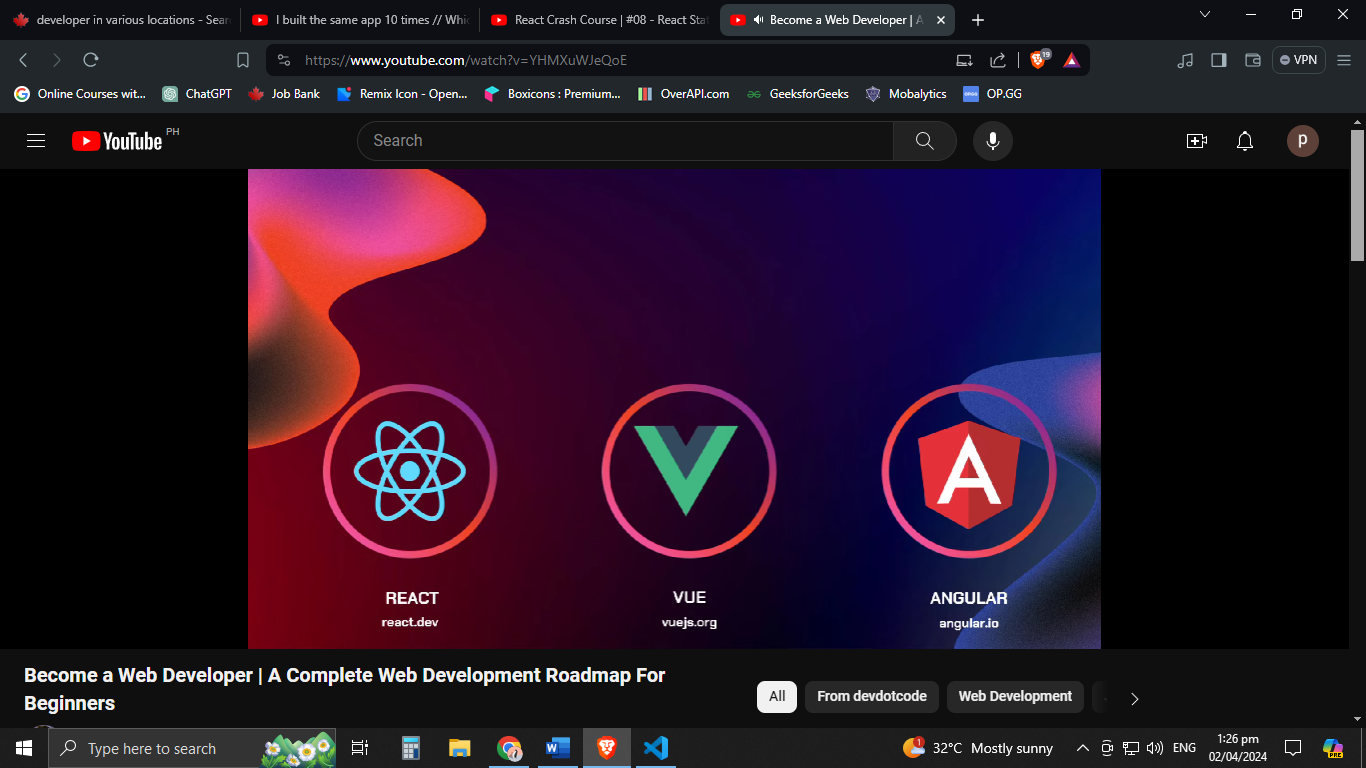 developer in various locations - Sear
I built the same app 10 times // Whic
React Crash Course | #08 - React Stat
Become a Web Developer | A
https://www.youtube.com/watch?v=YHMXuWJeQoE
19
VPN
Online Courses wit...
ChatGPT
Job Bank
Remix Icon - Open...
Boxicons : Premium...
OverAPI.com
GeeksforGeeks
Mobalytics
OP.GG
YouTube PH
Search
p
REACT
react.dev
VUE
vuejs.org
ANGULAR
angular.io
Become a Web Developer | A Complete Web Development Roadmap For
Beginners
All
From devdotcode
Web Development
Type here to search
1
32°C Mostly sunny
ENG
1:26 pm
02/04/2024
PRE